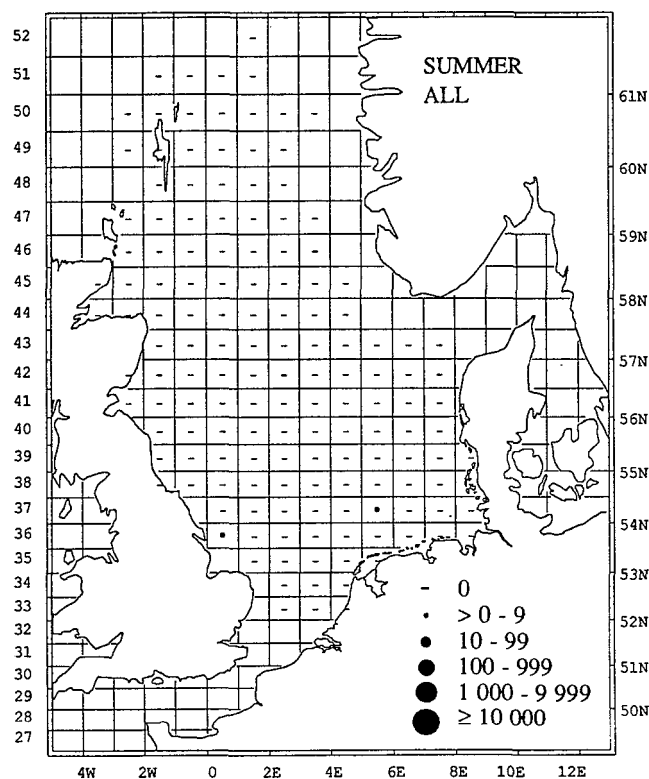 52
SUMMER
51
ALL
61N
50
49
60N
48
47
59N
46
45
58N
44
43
57N
42
41
56N
40
39
55N
38
37
54N
36
35
53N
34
- 0
33
· > 0 - 9
52N
32
• 10 - 99
31
100 - 999
51N
30
1 000 - 9 999
29
≥ 10 000
50N
28
27
4W 2W 0 2E 4E 6E 8E 10E 12E